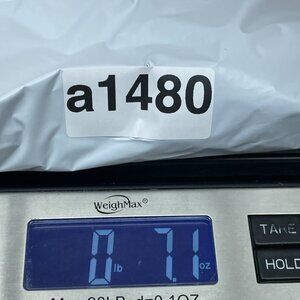 a1480
WeighMax
TARE
0 lb 7.1 oz
HOLD